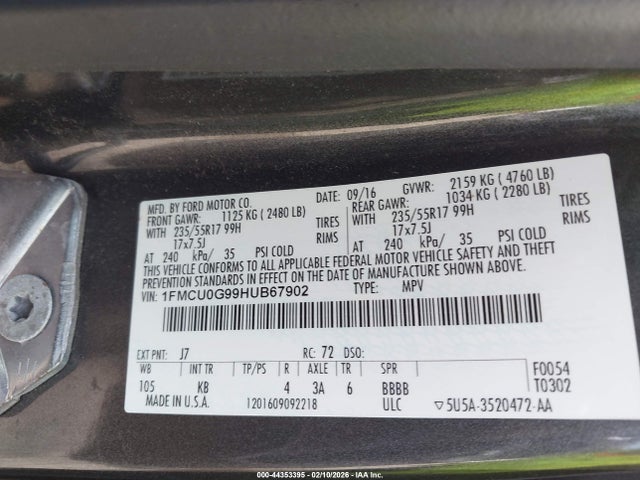 MFD. BY FORD MOTOR CO. DATE: 09/16 GVWR: 2159 KG ( 4760 LB)
FRONT GAWR: 1125 KG ( 2480 LB) REAR GAWR: 1034 KG ( 2280 LB)
WITH 235/55R17 99H TIRES WITH 235/55R17 99H TIRES
17x7.5J RIMS 17x7.5J RIMS
AT 240 kPa/ 35 PSI COLD AT 240 kPa/ 35 PSI COLD
THIS VEHICLE CONFORMS TO ALL APPLICABLE FEDERAL MOTOR VEHICLE SAFETY AND THEFT
PREVENTION STANDARDS IN EFFECT ON THE DATE OF MANUFACTURE SHOWN ABOVE.
VIN: 1FMCU0G99HUB67902 TYPE: MPV
EXT PNT: J7 RC: 72 DSO:
WB INT TR TP/PS R AXLE TR SPR F0054
105 KB 4 3A 6 BBBB T0302
MADE IN U.S.A. 1201609092218 ULC ▽5U5A-3520472-AA
000-44353395 - 02/10/2026 - IAA Inc.